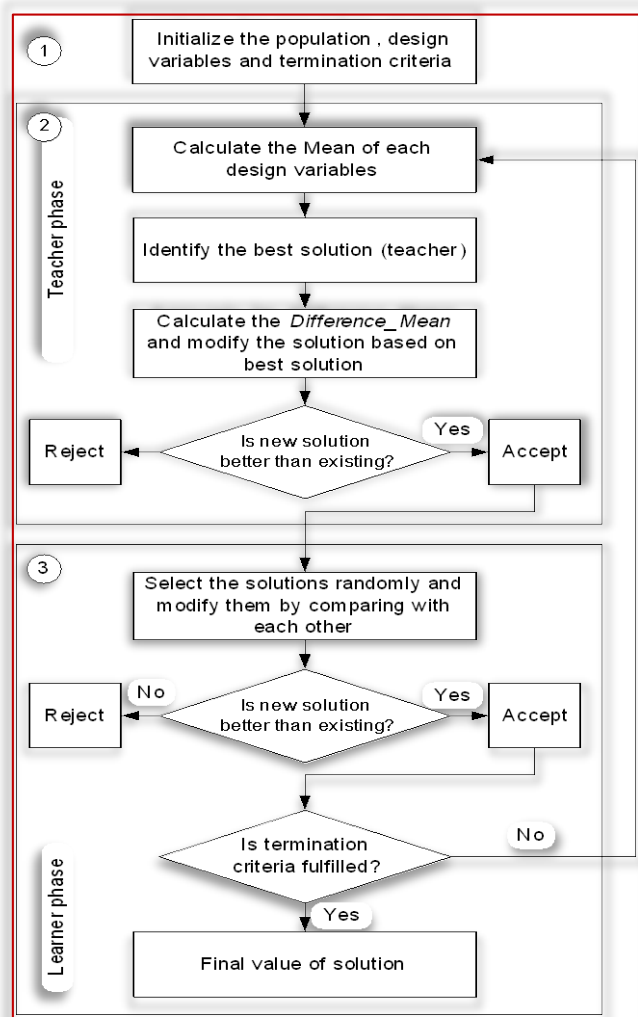 1
Initialize the population , design
variables and termination criteria
2
Teacher phase
Calculate the Mean of each
design variables
Identify the best solution (teacher)
Calculate the Difference_Mean
and modify the solution based on
best solution
Reject
Is new solution
better than existing?
Yes
Accept
3
Select the solutions randomly and
modify them by comparing with
each other
Reject
No
Is new solution
better than existing?
Yes
Accept
Learner phase
Is termination
criteria fulfilled?
No
Yes
Final value of solution